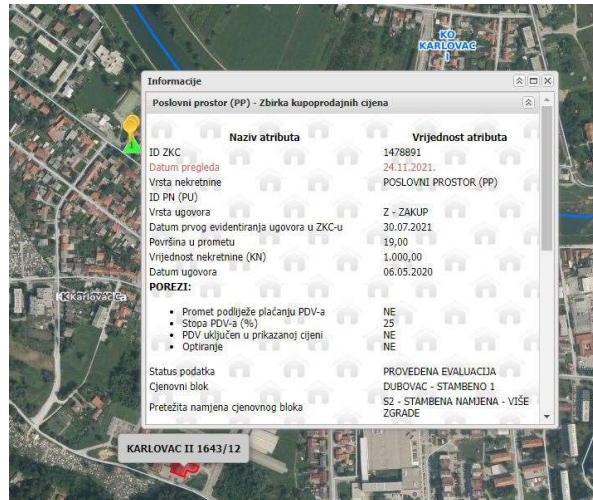 KO
KARLOVAC
I
Informacije
Poslovni prostor (PP) - Zbirka kupoprodajnih cijena
Naziv atributa Vrijednost atributa
ID ZKC 1478891
Datum pregleda 24.11.2021.
Vrsta nekretnine POSLOVNI PROSTOR (PP)
ID PN (PU)
Vrsta ugovora Z - ZAKUP
Datum prvog evidentiranja ugovora u ZKC-u 30.07.2021
Površina u prometu 19,00
Vrijednost nekretnine (KN) 1.000,00
Datum ugovora 06.05.2020
POREZI:
• Promet podliježe plaćanju PDV-a NE
• Stopa PDV-a (%) 25
• PDV uključen u prikazanoj cijeni NE
• Optiranje NE
Status podatka PROVEDENA EVALUACIJA
Cjenovni blok DUBOVAC - STAMBENO 1
Pretežita namjena cjenovnog bloka S2 - STAMBENA NAMJENA - VIŠE
ZGRADE
1
KARLOVAC II 1643/12